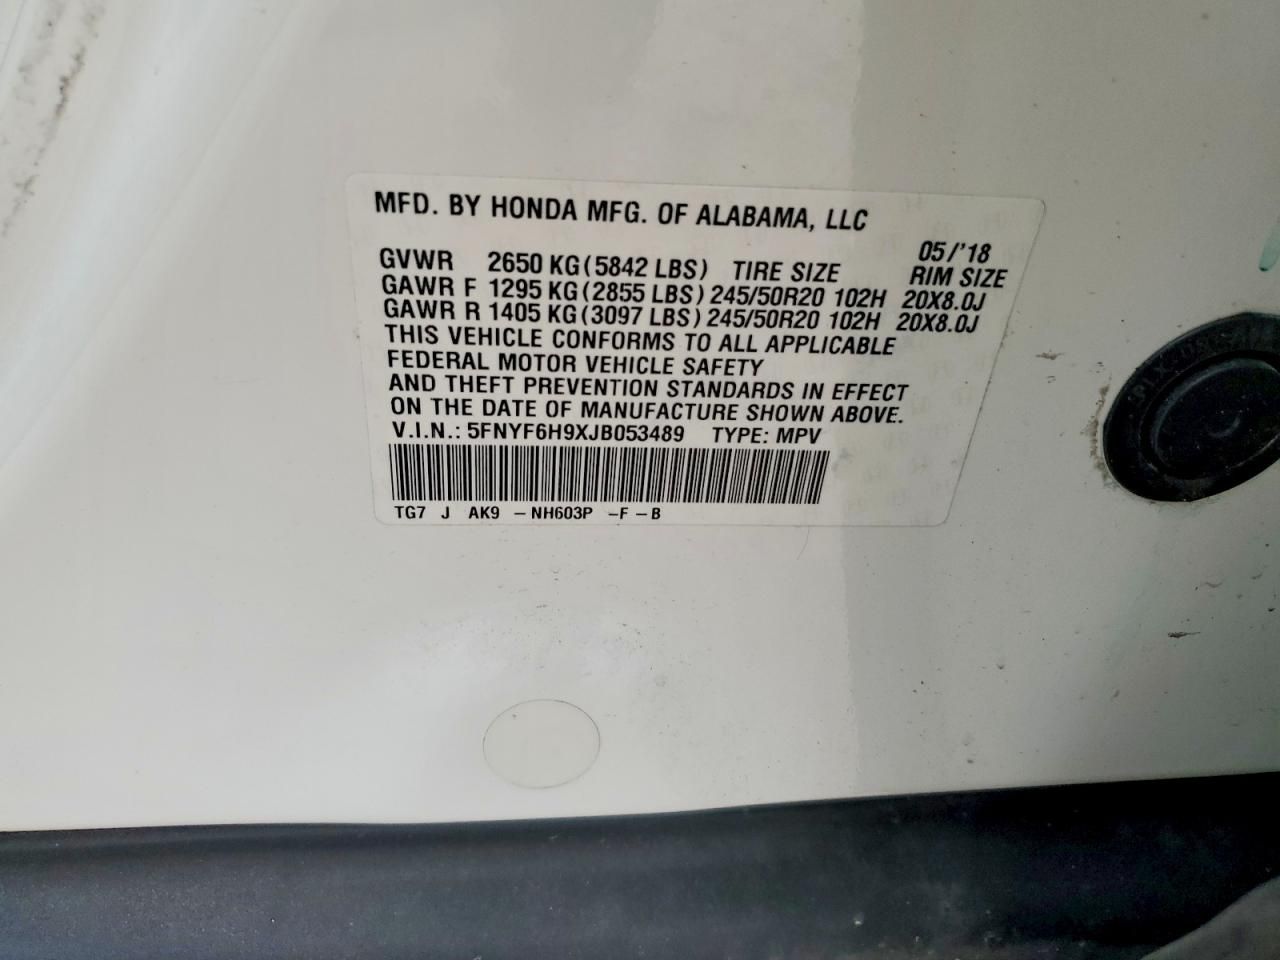 MFD. BY HONDA MFG. OF ALABAMA, LLC
05/'18
GVWR 2650 KG(5842 LBS) TIRE SIZE RIM SIZE
GAWR F 1295 KG(2855 LBS) 245/50R20 102H 20X8.0J
GAWR R 1405 KG(3097 LBS) 245/50R20 102H 20X8.0J
THIS VEHICLE CONFORMS TO ALL APPLICABLE
FEDERAL MOTOR VEHICLE SAFETY
AND THEFT PREVENTION STANDARDS IN EFFECT
ON THE DATE OF MANUFACTURE SHOWN ABOVE.
V.I.N.: 5FNYF6H9XJB053489 TYPE: MPV
TG7 J AK9 -NH603P -F-B